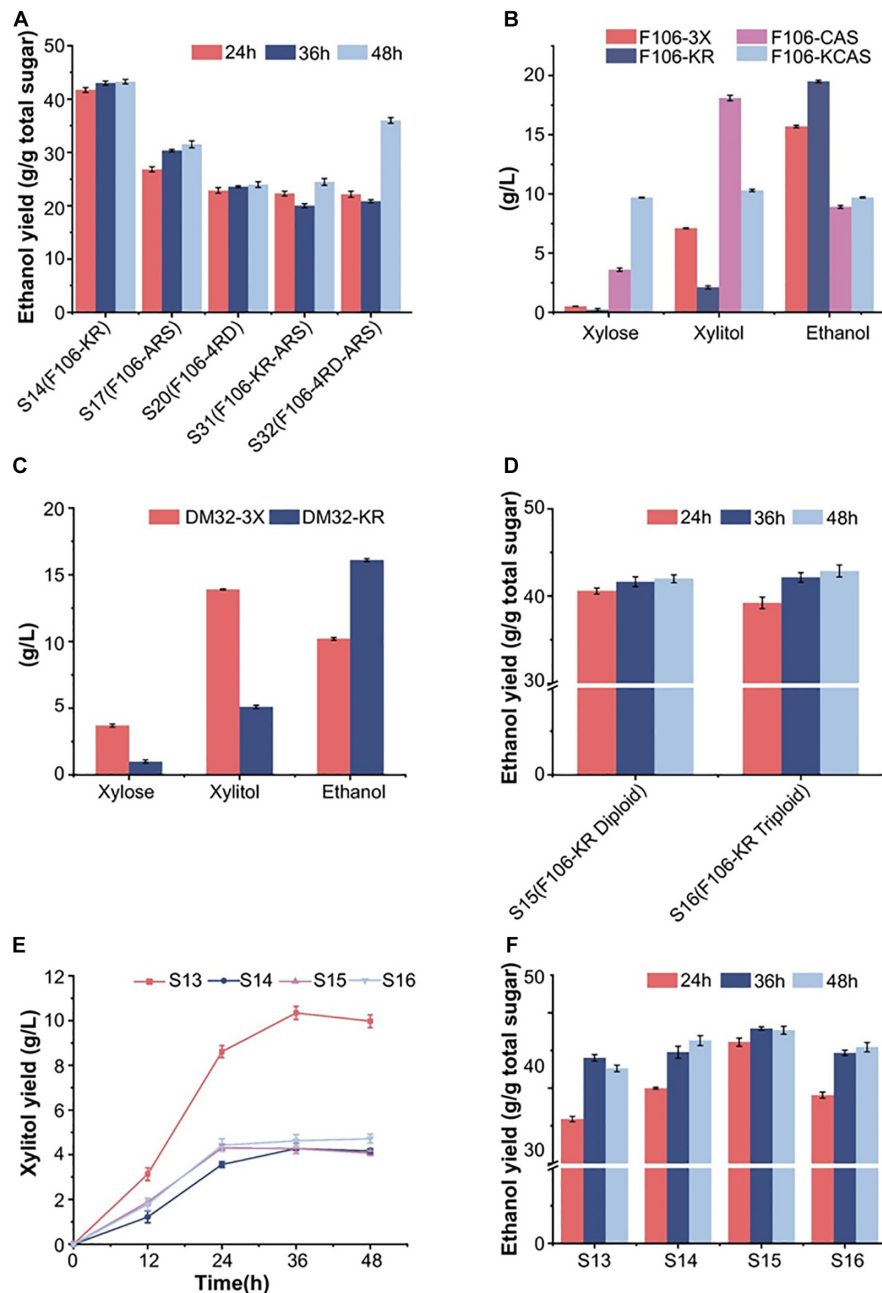 A
24h 36h 48h
Ethanol yield (g/g total sugar)
50
40
30
20
10
0
S14(F106-KR)
S17(F106-ARS)
S20(F106-4RD)
S31(F106-KR-ARS)
S32(F106-4RD-ARS)
B
F106-3X F106-CAS
F106-KR F106-KCAS
(g/L)
20
15
10
5
0
Xylose Xylitol Ethanol
C
DM32-3X DM32-KR
(g/L)
20
15
10
5
0
Xylose Xylitol Ethanol
D
24h 36h 48h
Ethanol yield (g/g total sugar)
50
40
30
0
S15(F106-KR Diploid)
S16(F106-KR Triploid)
E
S13 S14 S15 S16
Xylitol yield (g/L)
12
10
8
6
4
2
0
0 12 24 36 48
Time(h)
F
24h 36h 48h
Ethanol yield (g/g total sugar)
50
40
30
0
S13 S14 S15 S16